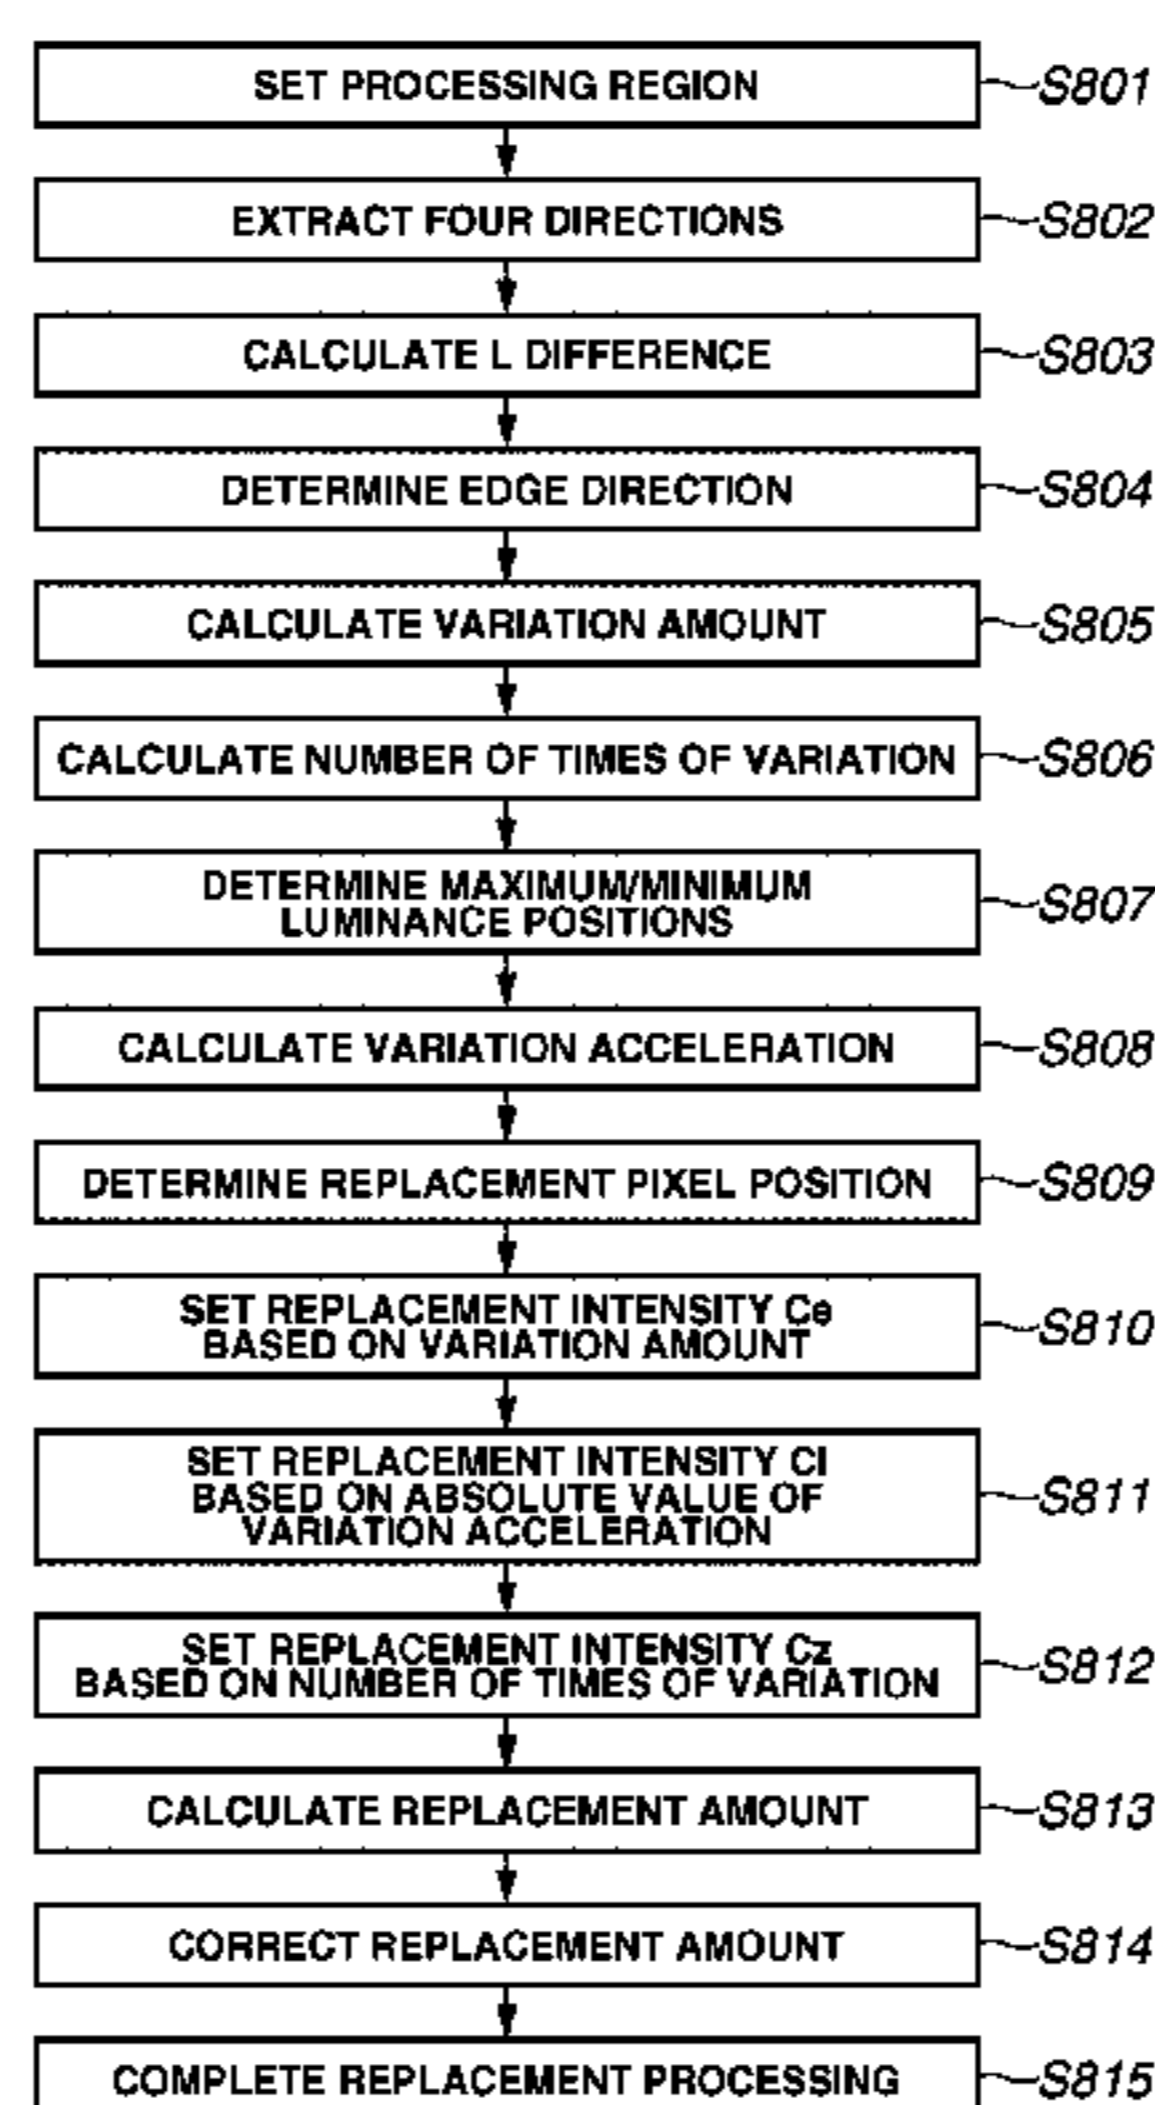 SET PROCESSING REGION S801
EXTRACT FOUR DIRECTIONS S802
CALCULATE L DIFFERENCE S803
DETERMINE EDGE DIRECTION S804
CALCULATE VARIATION AMOUNT S805
CALCULATE NUMBER OF TIMES OF VARIATION S806
DETERMINE MAXIMUM/MINIMUM
LUMINANCE POSITIONS S807
CALCULATE VARIATION ACCELERATION S808
DETERMINE REPLACEMENT PIXEL POSITION S809
SET REPLACEMENT INTENSITY Ce
BASED ON VARIATION AMOUNT S810
SET REPLACEMENT INTENSITY Cl
BASED ON ABSOLUTE VALUE OF S811
VARIATION ACCELERATION
SET REPLACEMENT INTENSITY Cz
BASED ON NUMBER OF TIMES OF VARIATION S812
CALCULATE REPLACEMENT AMOUNT S813
CORRECT REPLACEMENT AMOUNT S814
COMPLETE REPLACEMENT PROCESSING S815